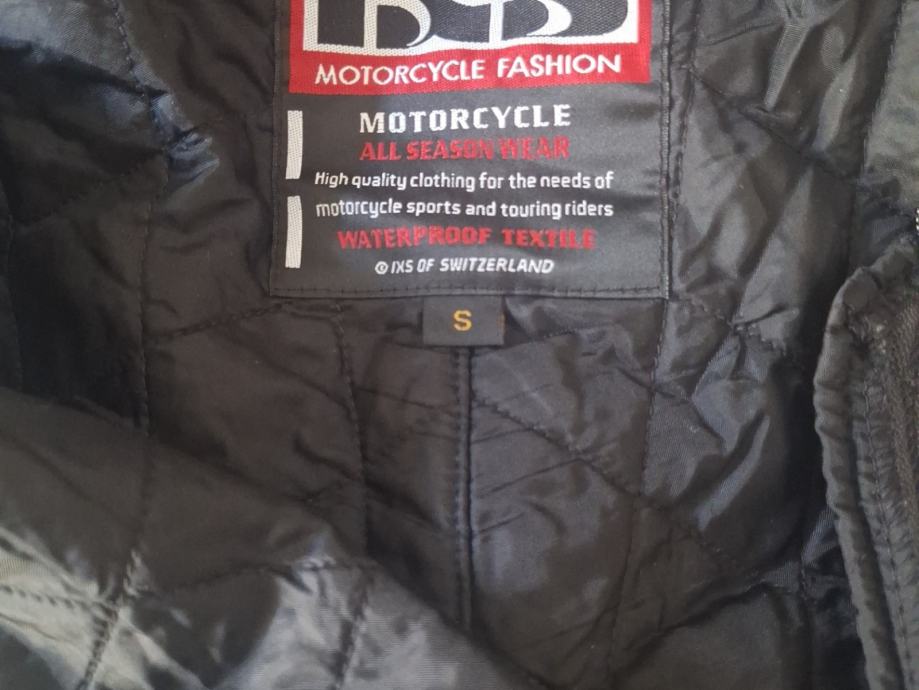 MOTORCYCLE FASHION
MOTORCYCLE
ALL SEASON WEAR
High quality clothing for the needs of
motorcycle sports and touring riders
WATERPROOF TEXTILE
© IXS OF SWITZERLAND
S